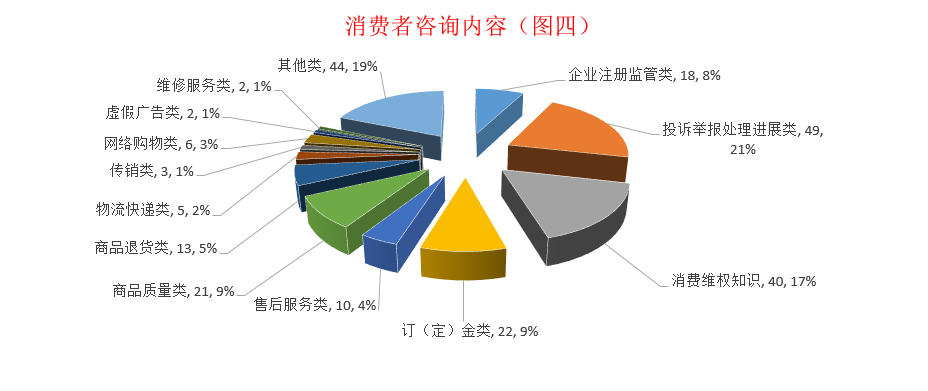 消费者咨询内容（图四）
其他类, 44, 19%
企业注册监管类, 18, 8%
维修服务类, 2, 1%
虚假广告类, 2, 1%
投诉举报处理进展类, 49,
21%
网络购物类, 6, 3%
传销类, 3, 1%
物流快递类, 5, 2%
商品退货类, 13, 5%
消费维权知识, 40, 17%
商品质量类, 21, 9%
售后服务类, 10, 4%
订（定）金类, 22, 9%